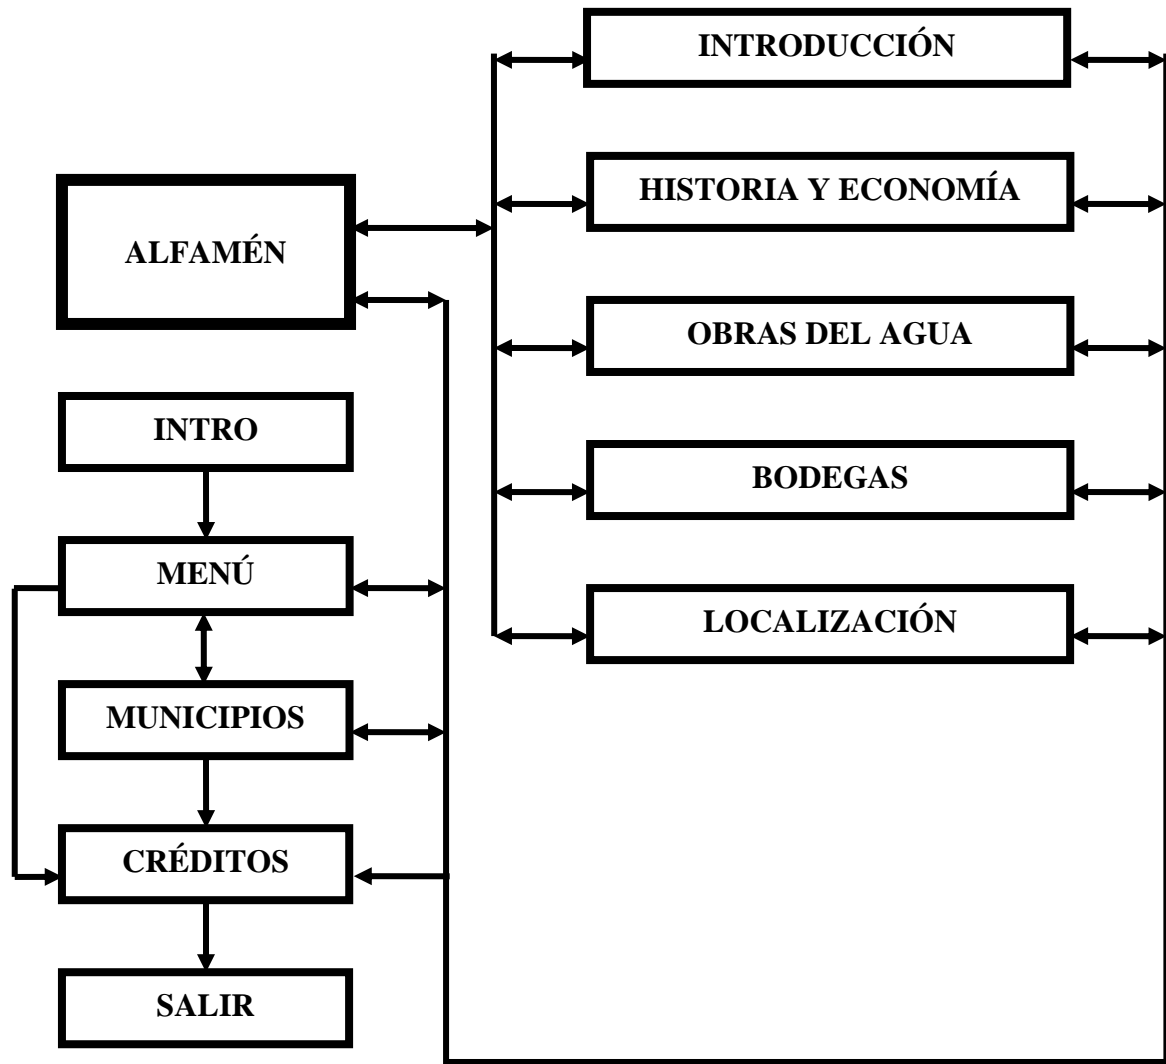 INTRODUCCIÓN
HISTORIA Y ECONOMÍA
ALFAMÉN
OBRAS DEL AGUA
INTRO
BODEGAS
MENÚ
LOCALIZACIÓN
MUNICIPIOS
CRÉDITOS
SALIR